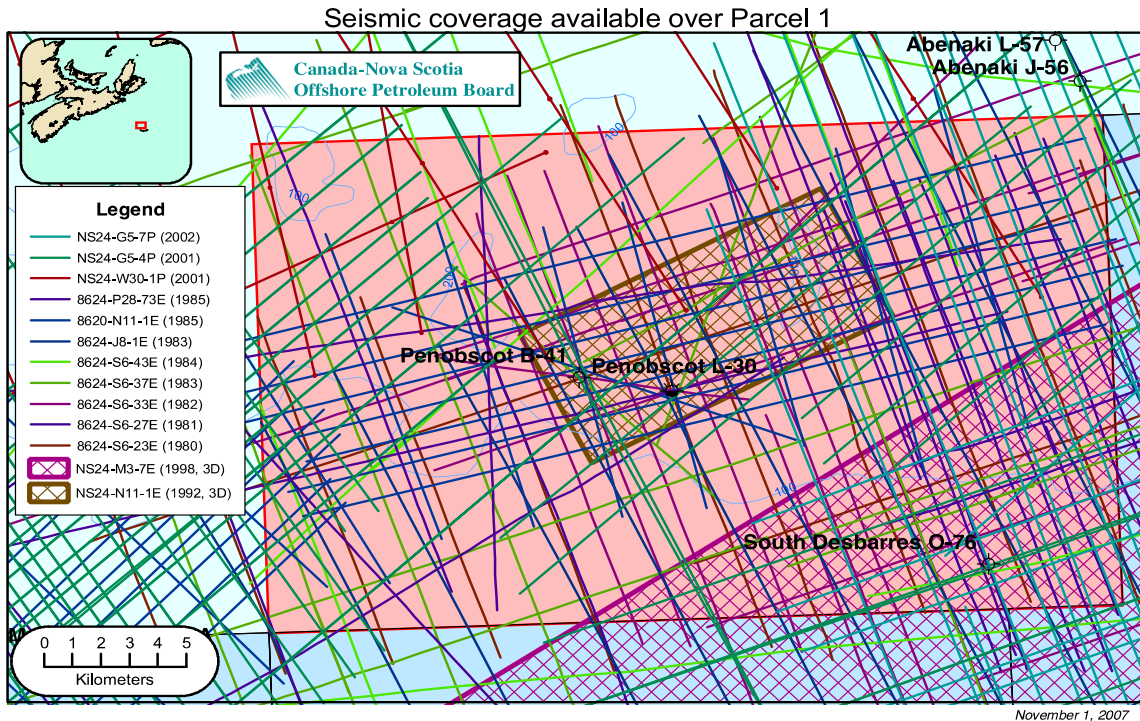 Seismic coverage available over Parcel 1
Canada-Nova Scotia
Offshore Petroleum Board
Abenaki L-57
Abenaki J-56
100
100
200
Legend
NS24-G5-7P (2002)
NS24-G5-4P (2001)
NS24-W30-1P (2001)
8624-P28-73E (1985)
8620-N11-1E (1985)
8624-J8-1E (1983)
8624-S6-43E (1984)
8624-S6-37E (1983)
8624-S6-33E (1982)
8624-S6-27E (1981)
8624-S6-23E (1980)
NS24-M3-7E (1998, 3D)
NS24-N11-1E (1992, 3D)
Penobscot B-41
Penobscot L-30
100
South Desbarres O-76
0 1 2 3 4 5
Kilometers
November 1, 2007